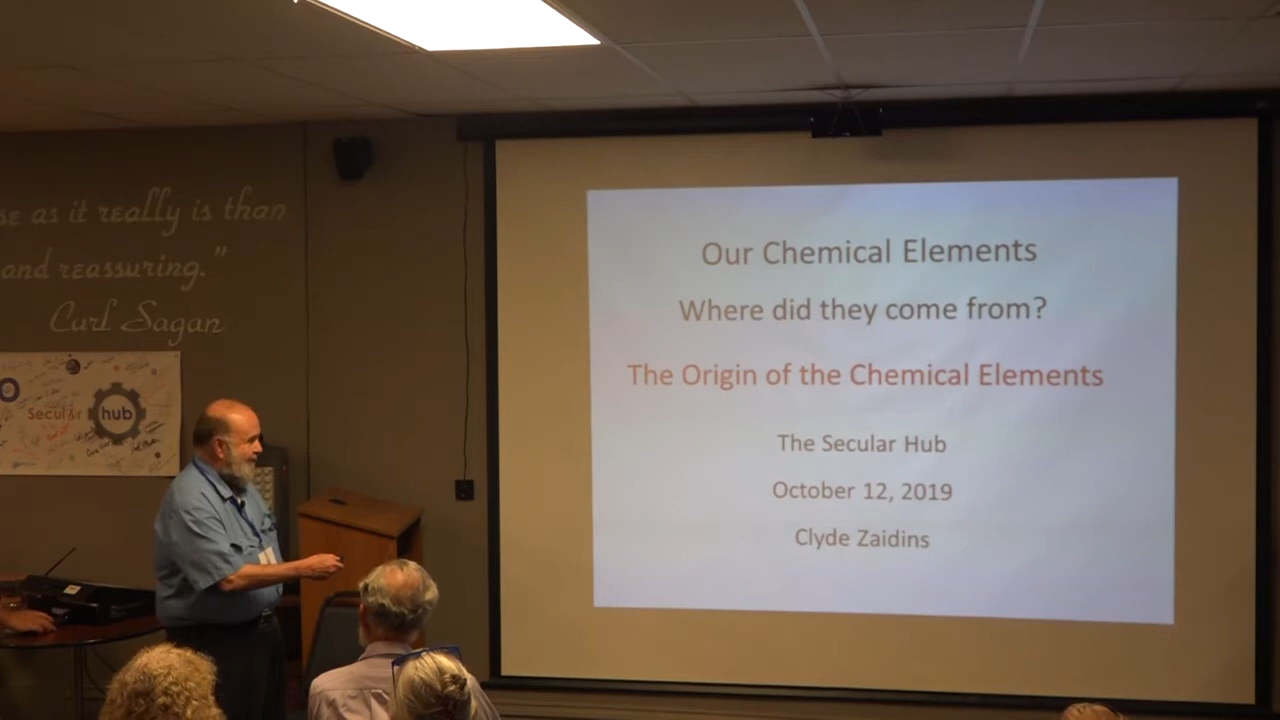 se as it really is than
and reassuring."
Carl Sagan
Secular hub
Our Chemical Elements
Where did they come from?
The Origin of the Chemical Elements
The Secular Hub
October 12, 2019
Clyde Zaidins